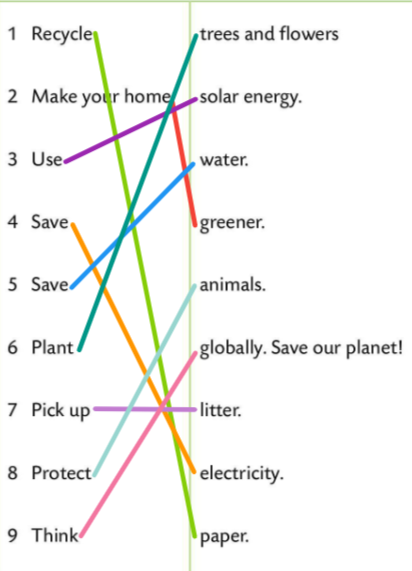 1 Recycle trees and flowers
2 Make your home solar energy.
3 Use water.
4 Save greener.
5 Save animals.
6 Plant globally. Save our planet!
7 Pick up litter.
8 Protect electricity.
9 Think paper.